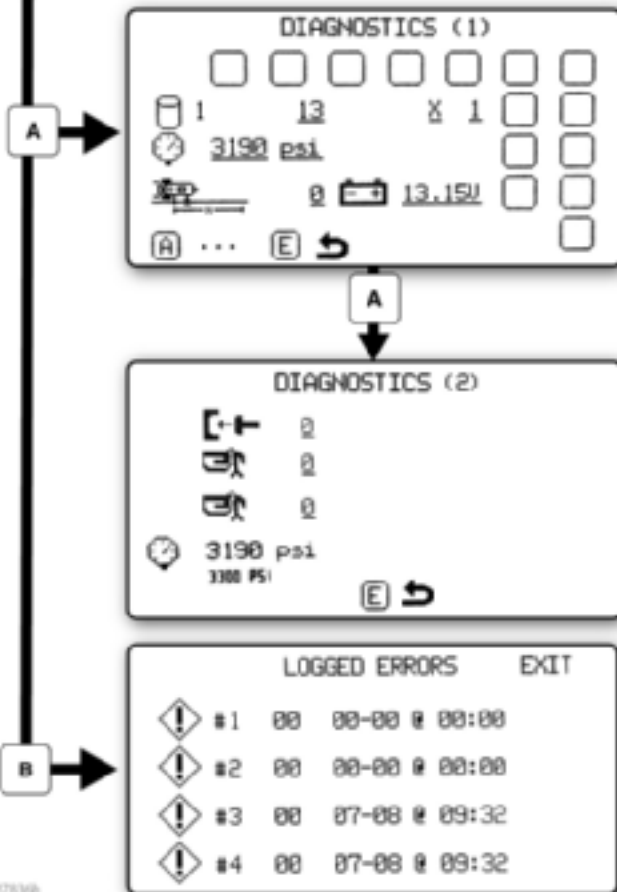 DIAGNOSTICS (1)
1 13 X 1
A
3190 psi
0 - + 13.15V
A ... E
A
DIAGNOSTICS (2)
0
0
0
3190 psi
3300 PSI
E
LOGGED ERRORS EXIT
#1 00 00-00 @ 00:00
#2 00 00-00 @ 00:00
B
#3 00 07-08 @ 09:32
#4 00 07-08 @ 09:32